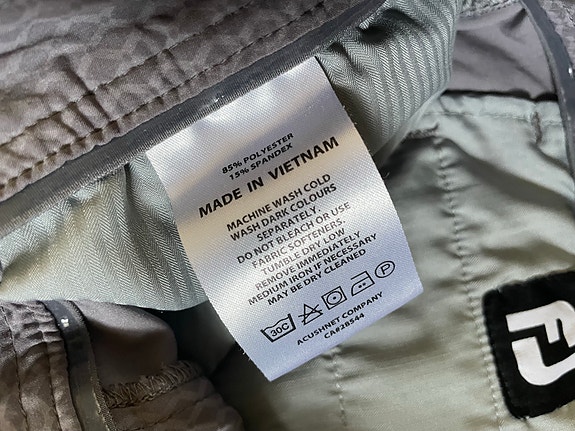 85% POLYESTER
15% SPANDEX
MADE IN VIETNAM
MACHINE WASH COLD
WASH DARK COLOURS
SEPARATELY.
DO NOT BLEACH OR USE
FABRIC SOFTENERS.
TUMBLE DRY LOW
REMOVE IMMEDIATELY
MEDIUM IRON IF NECESSARY
MAY BE DRY CLEANED
30C P
ACUSHNET COMPANY
CA#28544
FJ